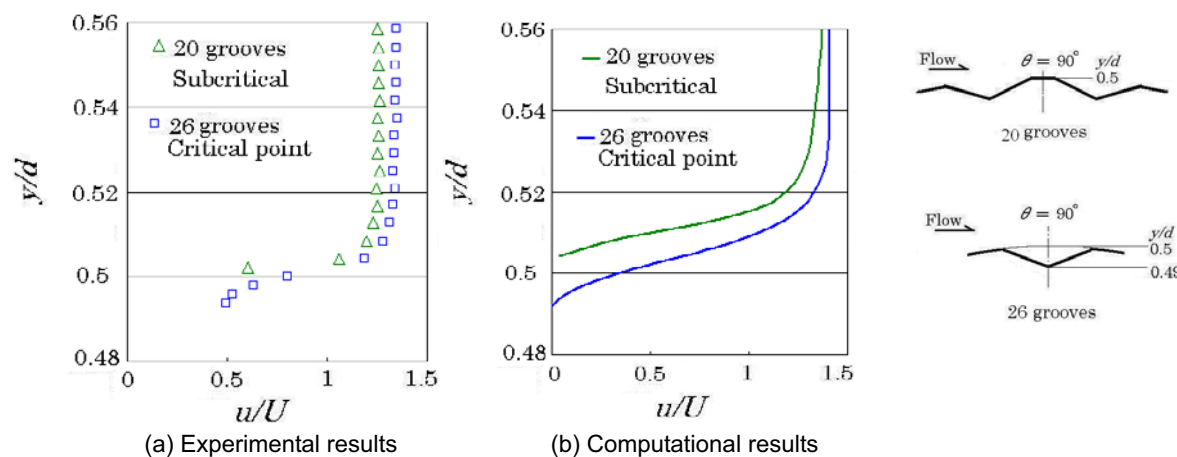 0.56
0.54
0.52
0.5
0.48
y/d
20 grooves
Subcritical
26 grooves
Critical point
0
0.5
1
1.5
u/U
(a) Experimental results
0.56
0.54
0.52
0.5
0.48
y/d
20 grooves
Subcritical
26 grooves
Critical point
0
0.5
1
1.5
u/U
(b) Computational results
Flow
θ = 90°
y/d
0.5
20 grooves
Flow
θ = 90°
y/d
0.5
0.49
26 grooves